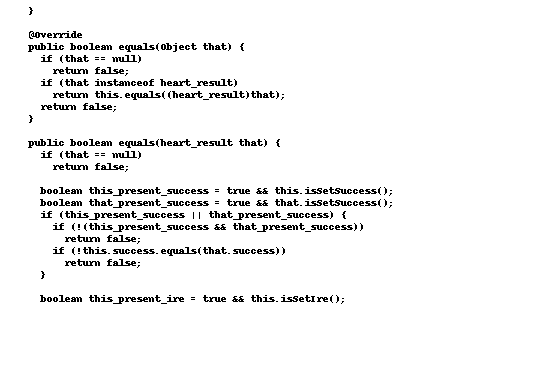 }

@Override
public boolean equals(Object that) {
  if (that == null)
    return false;
  if (that instanceof heart_result)
    return this.equals((heart_result)that);
  return false;
}

public boolean equals(heart_result that) {
  if (that == null)
    return false;

  boolean this_present_success = true && this.isSetSuccess();
  boolean that_present_success = true && that.isSetSuccess();
  if (this_present_success || that_present_success) {
    if (!(this_present_success && that_present_success))
      return false;
    if (!this.success.equals(that.success))
      return false;
  }

  boolean this_present_ire = true && this.isSetIre();